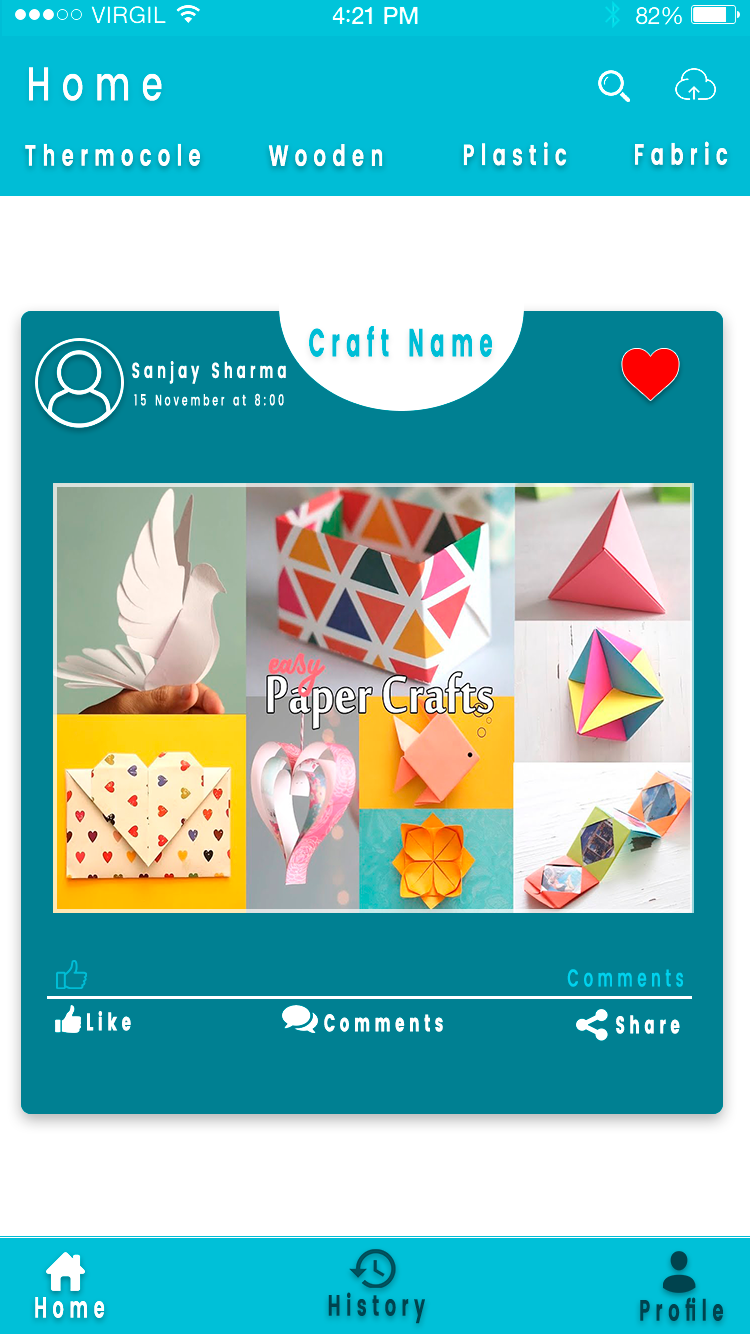 VIRGIL 4:21 PM 82%
Home
Thermocole Wooden Plastic Fabric
Craft Name
Sanjay Sharma
15 November at 8:00
easy
Paper Crafts
Comments
Like Comments Share
Home History Profile